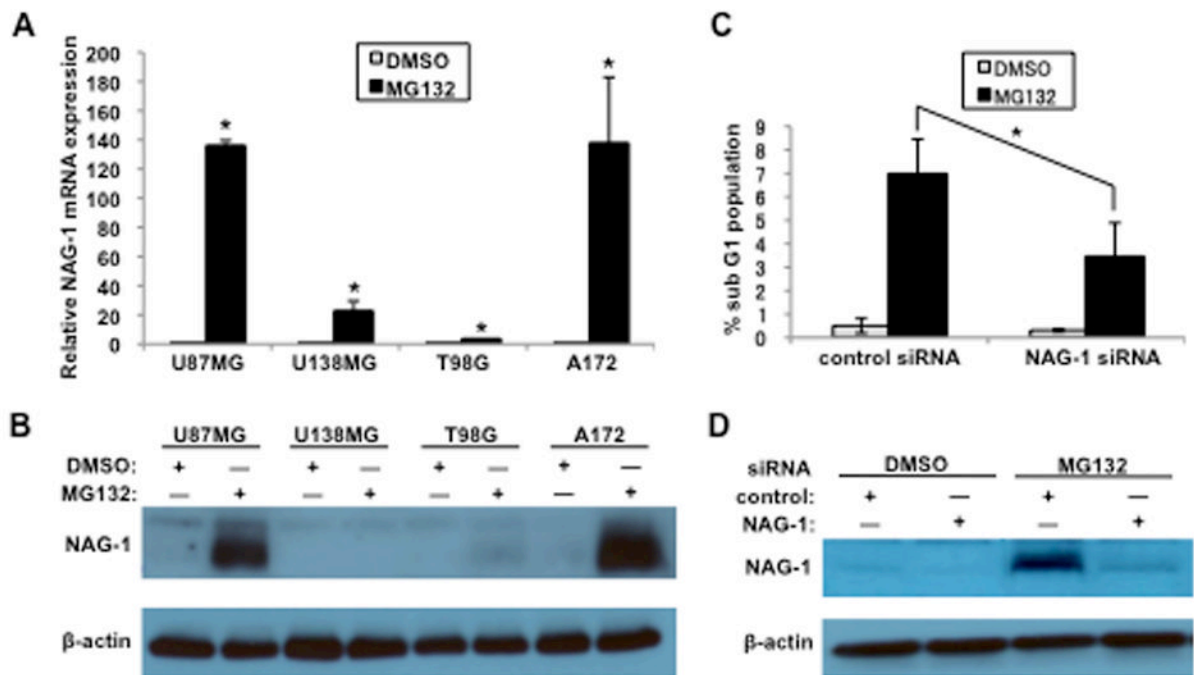 A
Relative NAG-1 mRNA expression
200
180
160
140
120
100
80
60
40
20
0
DMSO
MG132
*
*
*
*
U87MG U138MG T98G A172
C
% sub G1 population
9
8
7
6
5
4
3
2
1
0
DMSO
MG132
*
control siRNA NAG-1 siRNA
B
U87MG U138MG T98G A172
DMSO: + — + — + — + —
MG132: — + — + — + — +
NAG-1
β-actin
D
siRNA DMSO MG132
control: + — + —
NAG-1: — + — +
NAG-1
β-actin